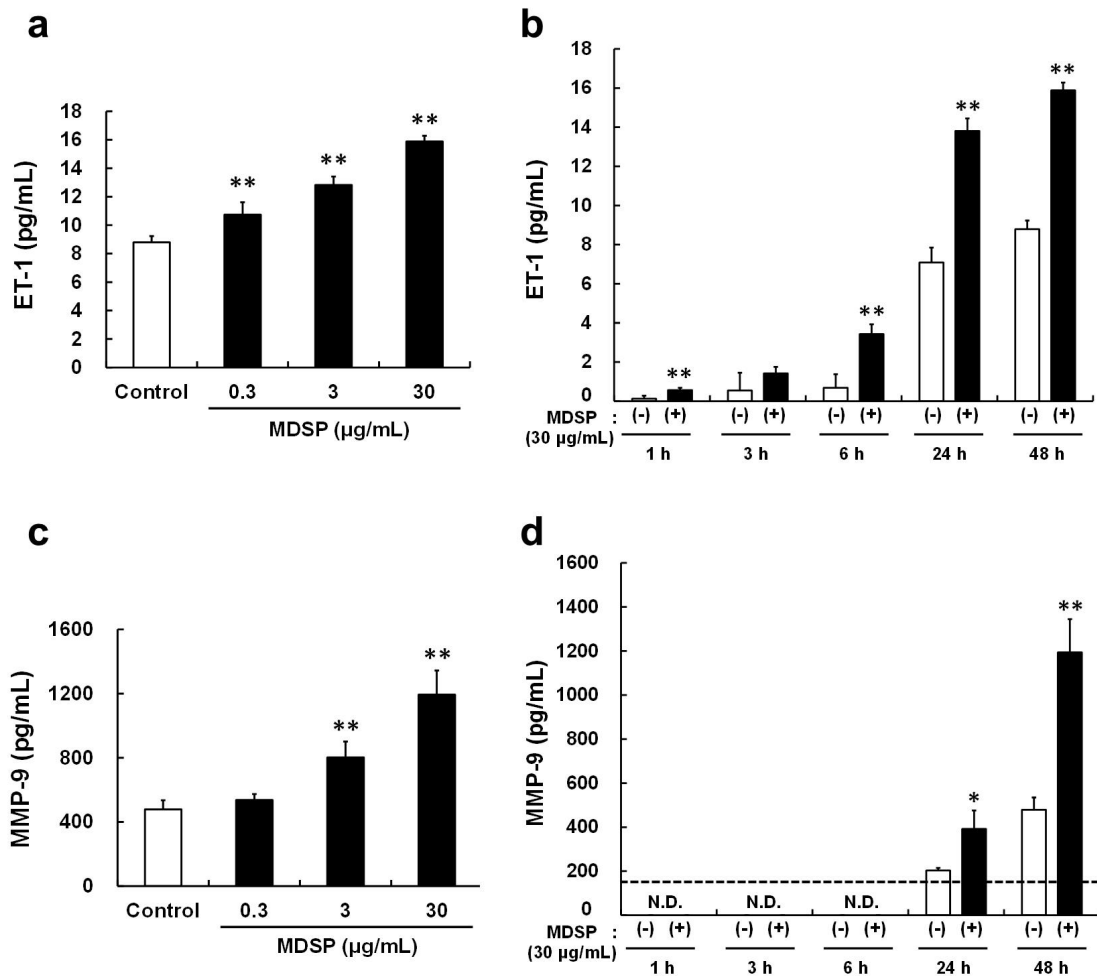 a
18
16
14
12
10
8
6
4
2
0
ET-1 (pg/mL)
**
**
**
Control 0.3 3 30
MDSP (µg/mL)
b
18
16
14
12
10
8
6
4
2
0
ET-1 (pg/mL)
**
**
**
**
MDSP : (-) (+) (-) (+) (-) (+) (-) (+) (-) (+)
(30 µg/mL)
1 h 3 h 6 h 24 h 48 h
c
1600
1200
800
400
0
MMP-9 (pg/mL)
**
**
Control 0.3 3 30
MDSP (µg/mL)
d
1600
1400
1200
1000
800
600
400
200
0
MMP-9 (pg/mL)
**
*
N.D. N.D. N.D.
MDSP : (-) (+) (-) (+) (-) (+) (-) (+) (-) (+)
(30 µg/mL)
1 h 3 h 6 h 24 h 48 h